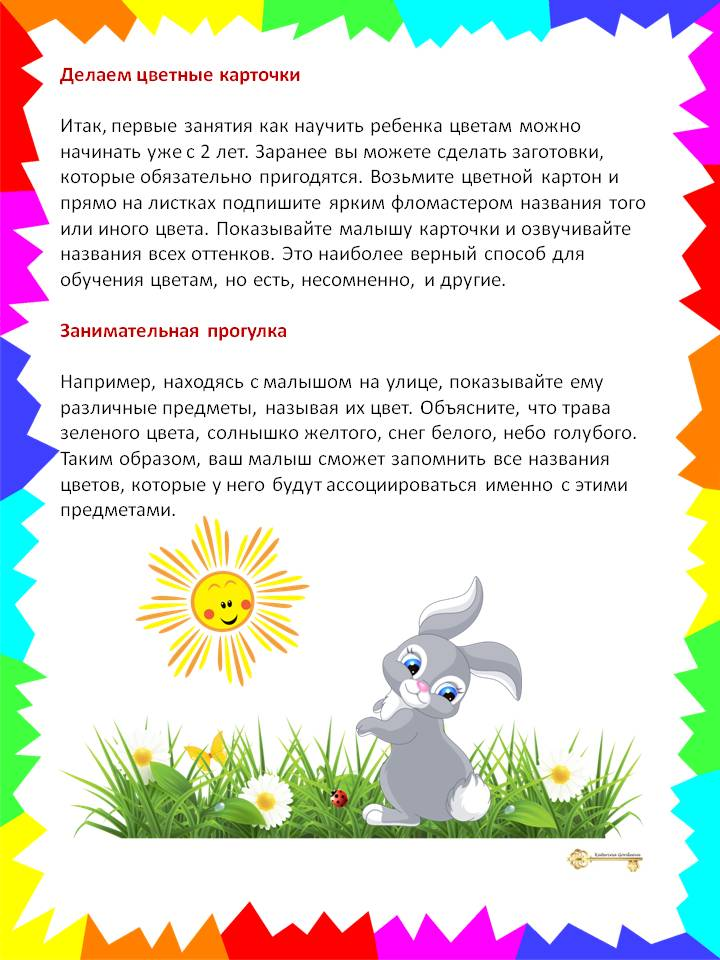 Делаем цветные карточки
Итак, первые занятия как научить ребенка цветам можно
начинать уже с 2 лет. Заранее вы можете сделать заготовки,
которые обязательно пригодятся. Возьмите цветной картон и
прямо на листках подпишите ярким фломастером названия того
или иного цвета. Показывайте малышу карточки и озвучивайте
названия всех оттенков. Это наиболее верный способ для
обучения цветам, но есть, несомненно, и другие.
Занимательная прогулка
Например, находясь с малышом на улице, показывайте ему
различные предметы, называя их цвет. Объясните, что трава
зеленого цвета, солнышко желтого, снег белого, небо голубого.
Таким образом, ваш малыш сможет запомнить все названия
цветов, которые у него будут ассоциироваться именно с этими
предметами.